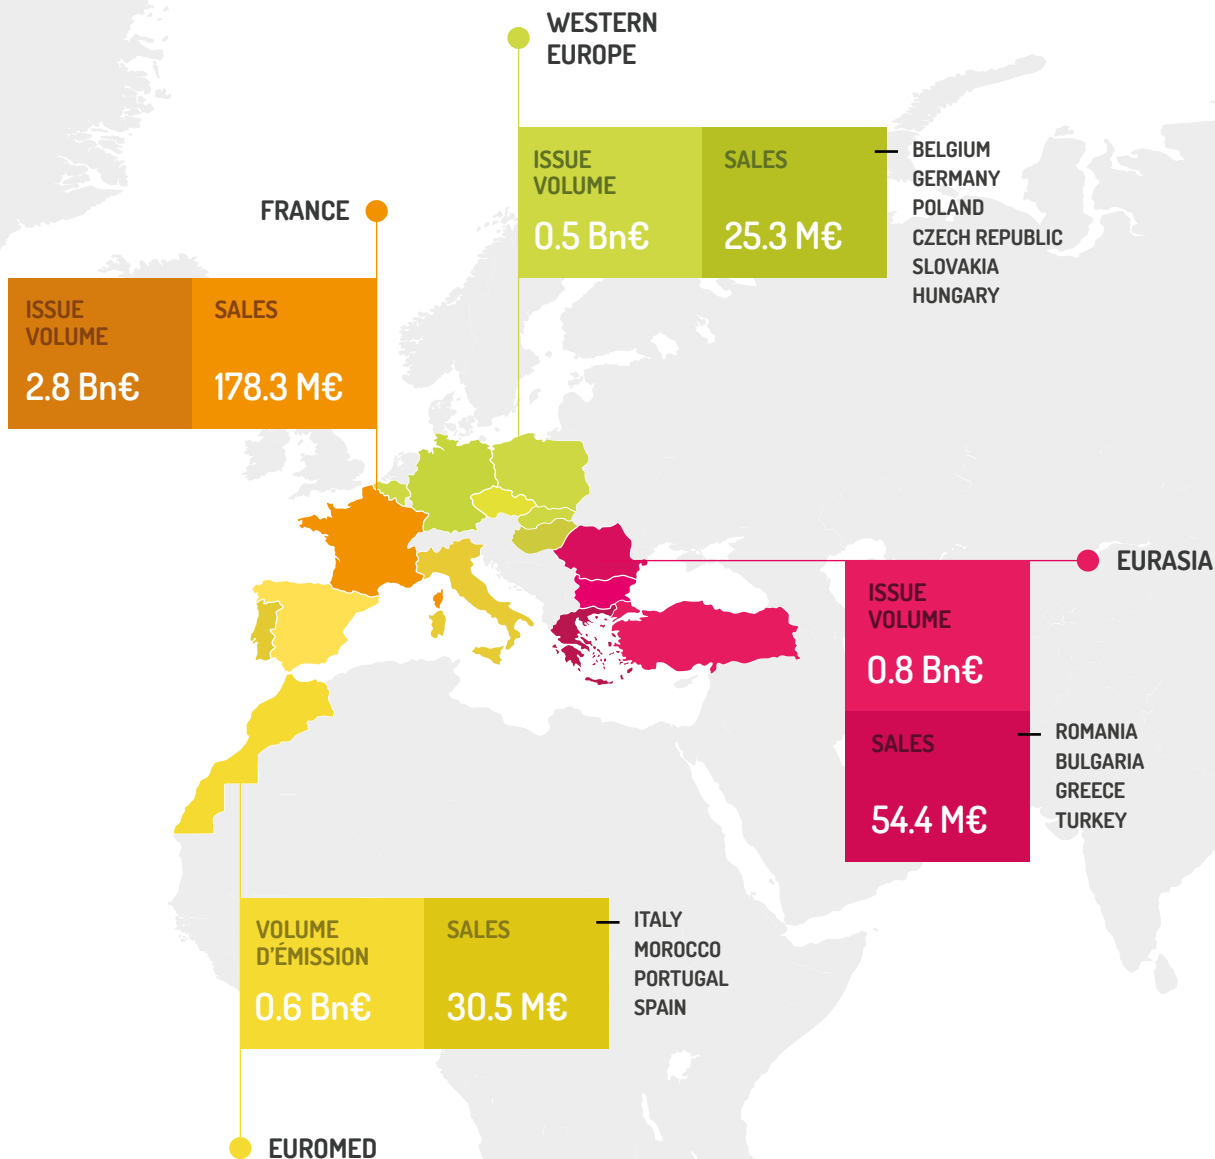 WESTERN
EUROPE
ISSUE
VOLUME
0.5 Bn€
SALES
25.3 M€
BELGIUM
GERMANY
POLAND
CZECH REPUBLIC
SLOVAKIA
HUNGARY
FRANCE
ISSUE
VOLUME
2.8 Bn€
SALES
178.3 M€
EURASIA
ISSUE
VOLUME
0.8 Bn€
SALES
54.4 M€
ROMANIA
BULGARIA
GREECE
TURKEY
VOLUME
D'ÉMISSION
0.6 Bn€
SALES
30.5 M€
ITALY
MOROCCO
PORTUGAL
SPAIN
EUROMED